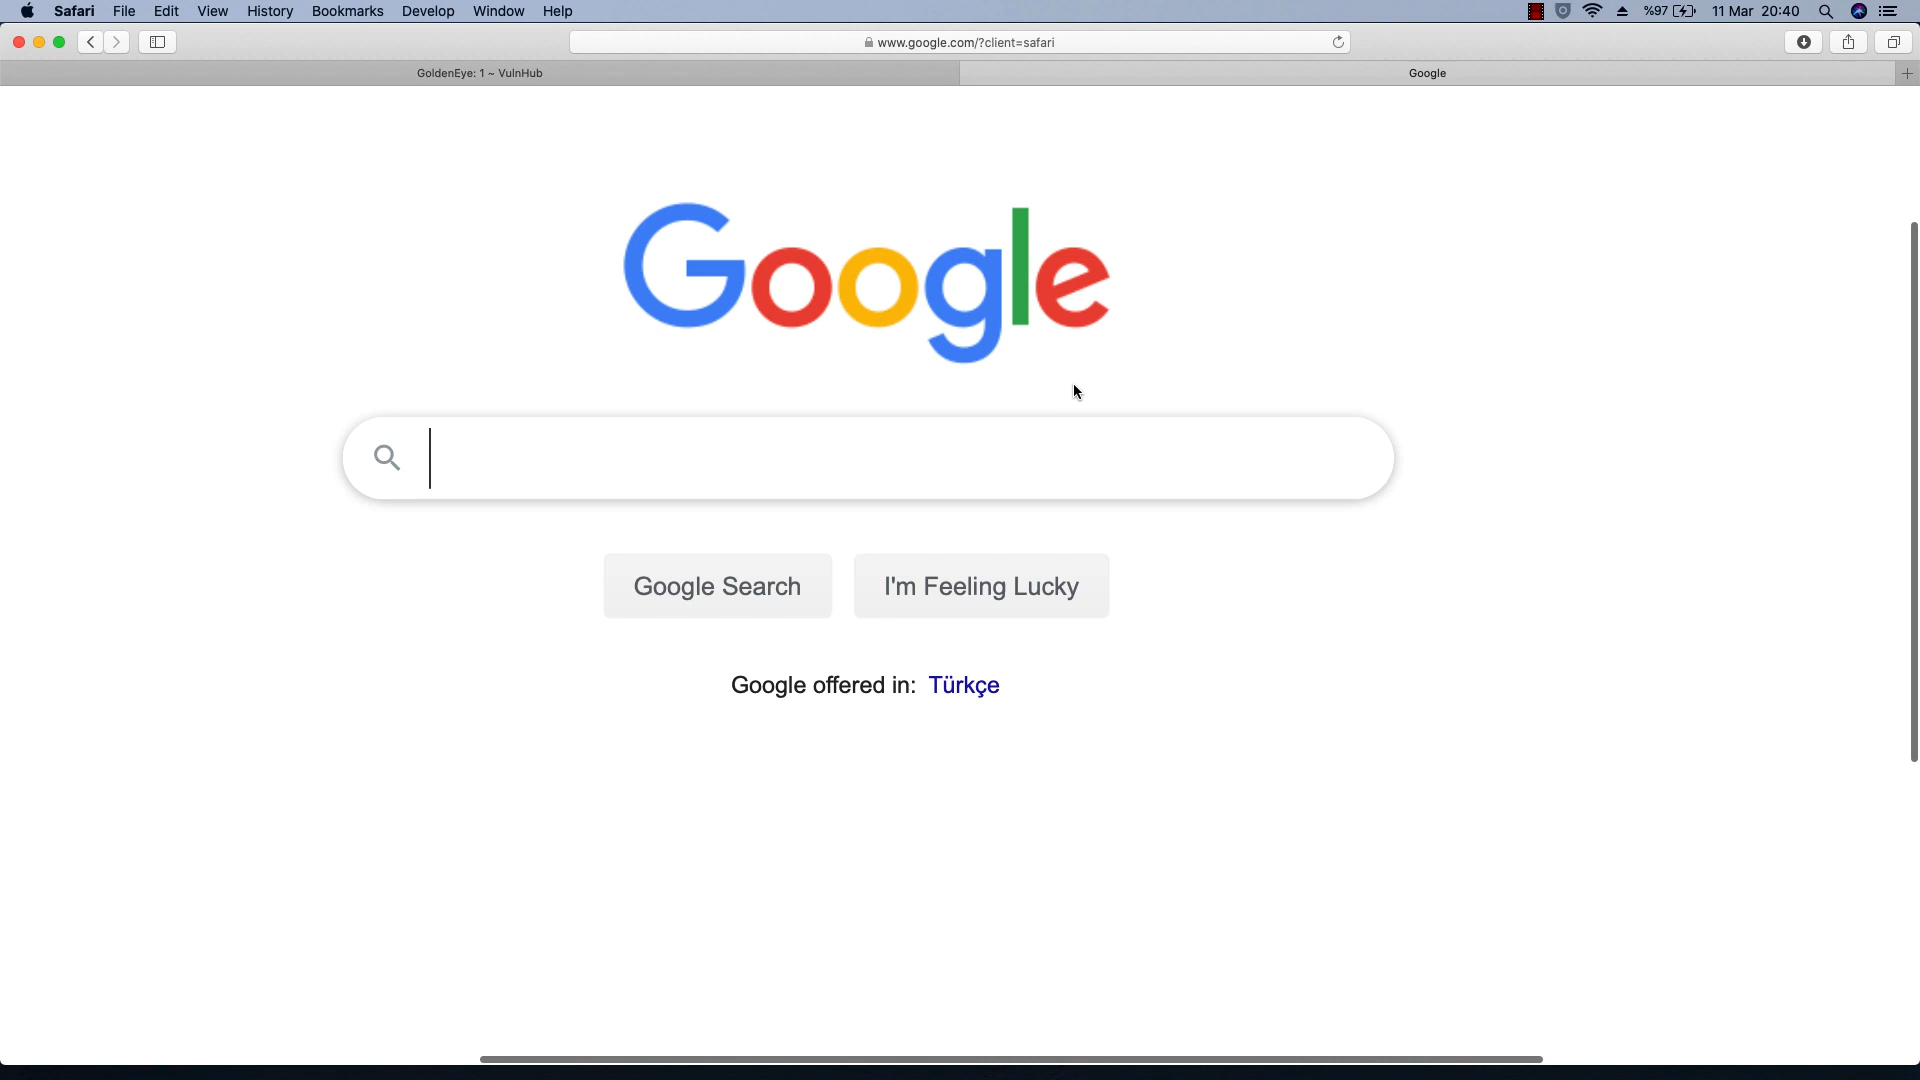 Safari File Edit View History Bookmarks Develop Window Help %97 11 Mar 20:40
www.google.com/?client=safari
GoldenEye: 1 ~ VulnHub Google
Google
Google Search I'm Feeling Lucky
Google offered in: Türkçe